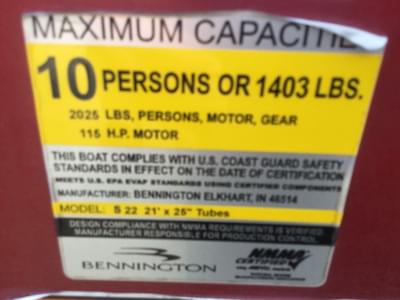 MAXIMUM CAPACITIE
10 PERSONS OR 1403 LBS.
2025 LBS, PERSONS, MOTOR, GEAR
115 H.P. MOTOR
THIS BOAT COMPLIES WITH U.S. COAST GUARD SAFETY
STANDARDS IN EFFECT ON THE DATE OF CERTIFICATION
MEETS U.S. EPA EVAP STANDARDS USING CERTIFIED COMPONENTS
MANUFACTURER: BENNINGTON ELKHART, IN 46514
MODEL: S 22 21' x 25" Tubes
DESIGN COMPLIANCE WITH NMMA REQUIREMENTS IS VERIFIED.
MANUFACTURER RESPONSIBLE FOR PRODUCTION CONTROL.
BENNINGTON
NMMA
CERTIFIED